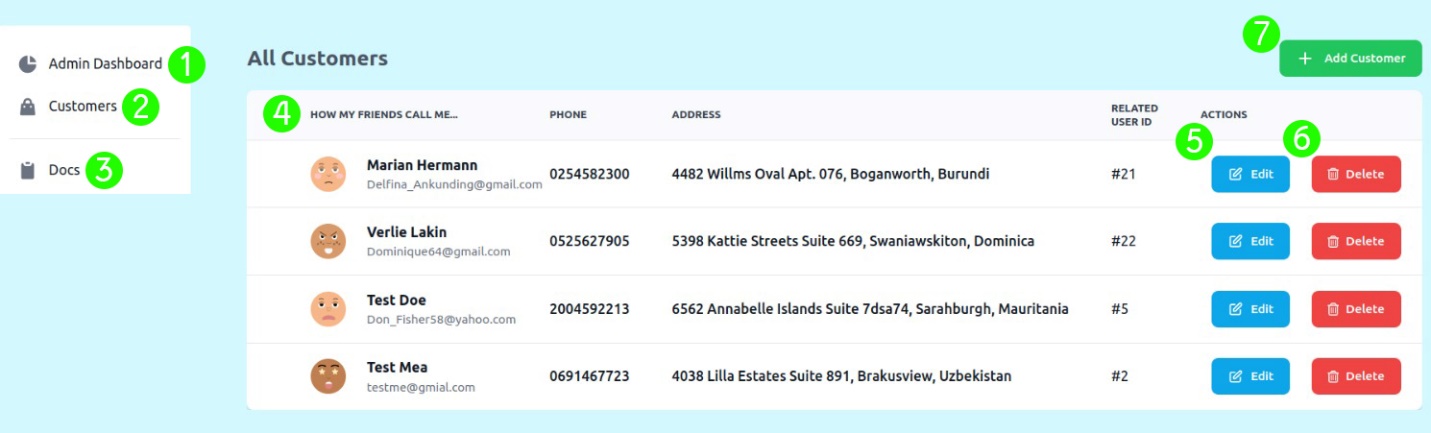 Admin Dashboard 1
Customers 2
Docs 3
All Customers
7
+ Add Customer
4 HOW MY FRIENDS CALL ME... PHONE ADDRESS RELATED USER ID ACTIONS
5 6
Marian Hermann
Delfina_Ankunding@gmail.com
0254582300 4482 Willms Oval Apt. 076, Boganworth, Burundi #21 Edit Delete
Verlie Lakin
Dominique64@gmail.com
0525627905 5398 Kattie Streets Suite 669, Swaniawskiton, Dominica #22 Edit Delete
Test Doe
Don_Fisher58@yahoo.com
2004592213 6562 Annabelle Islands Suite 7dsa74, Sarahburgh, Mauritania #5 Edit Delete
Test Mea
testme@gmial.com
0691467723 4038 Lilla Estates Suite 891, Brakusview, Uzbekistan #2 Edit Delete